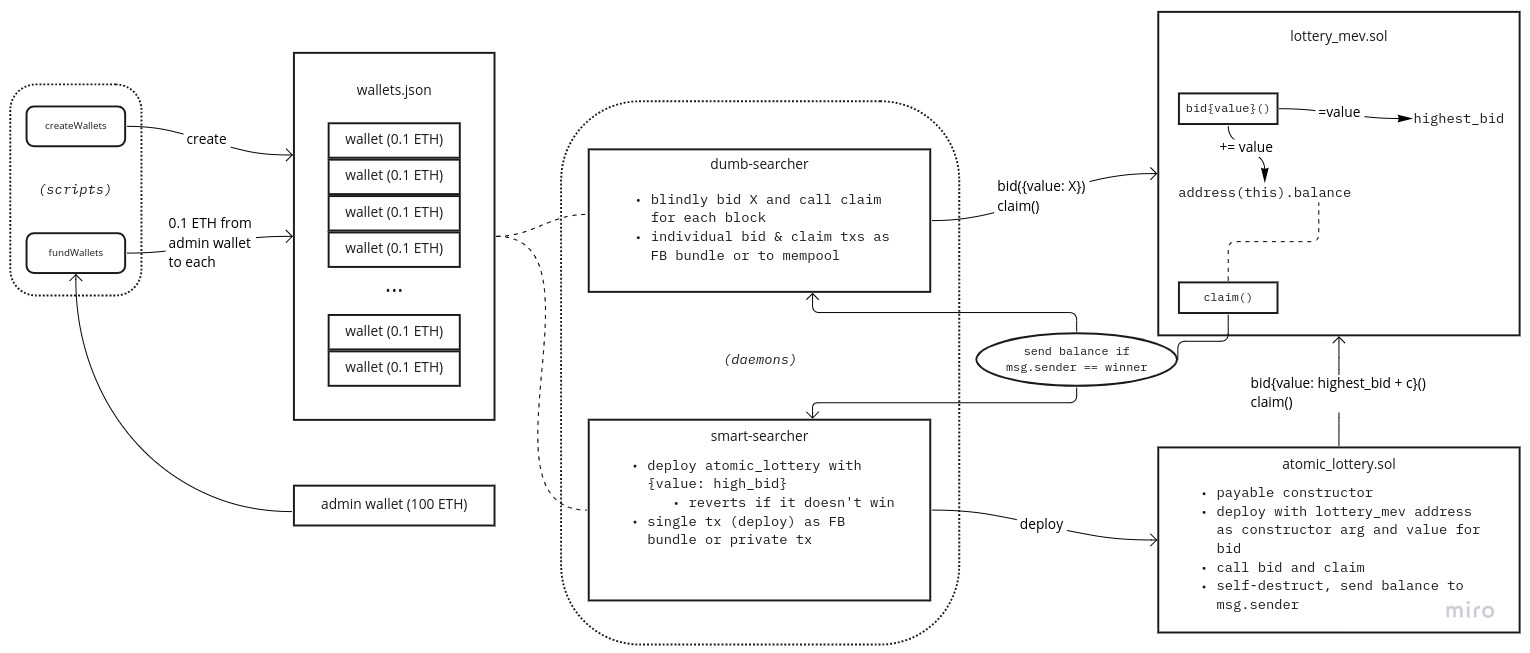 createWallets
(scripts)
fundWallets
create
0.1 ETH from
admin wallet
to each
wallets.json
wallet (0.1 ETH)
wallet (0.1 ETH)
wallet (0.1 ETH)
wallet (0.1 ETH)
...
wallet (0.1 ETH)
wallet (0.1 ETH)
admin wallet (100 ETH)
dumb-searcher
• blindly bid X and call claim
for each block
• individual bid & claim txs as
FB bundle or to mempool
(daemons)
smart-searcher
• deploy atomic_lottery with
{value: high_bid}
• reverts if it doesn't win
• single tx (deploy) as FB
bundle or private tx
bid({value: X})
claim()
send balance if
msg.sender == winner
deploy
lottery_mev.sol
bid{value}()
=value
highest_bid
+= value
address(this).balance
claim()
bid{value: highest_bid + c}()
claim()
atomic_lottery.sol
• payable constructor
• deploy with lottery_mev address
as constructor arg and value for
bid
• call bid and claim
• self-destruct, send balance to
msg.sender
miro